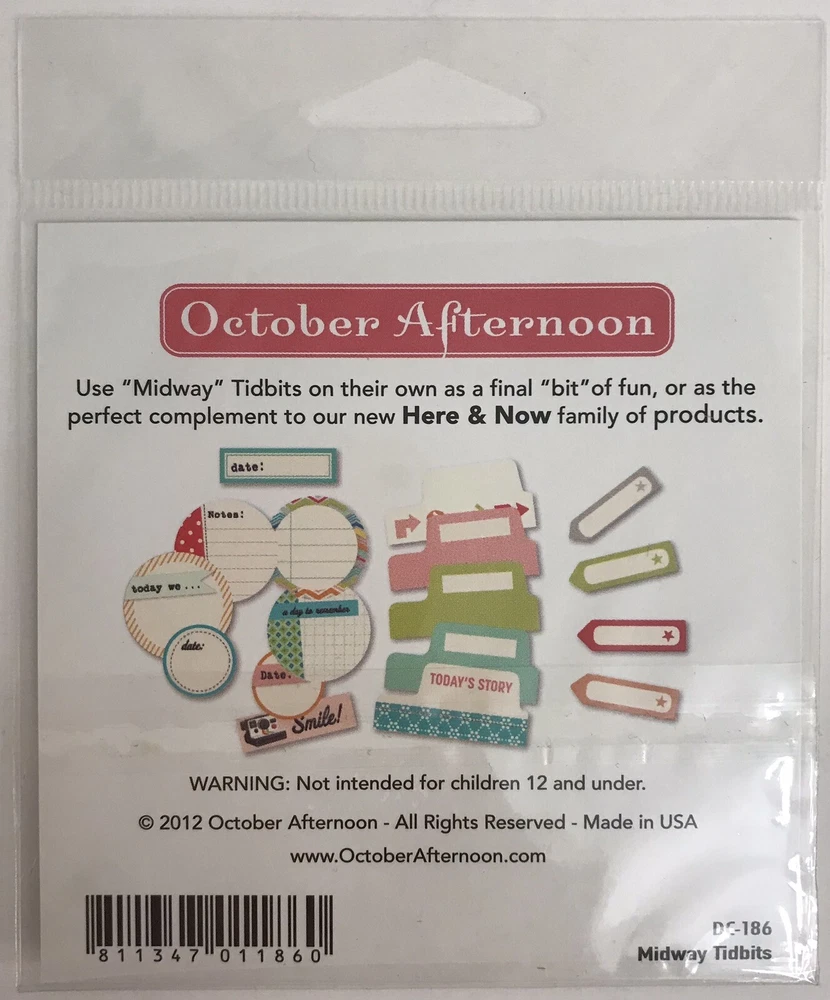 October Afternoon
Use "Midway" Tidbits on their own as a final "bit"of fun, or as the
perfect complement to our new Here & Now family of products.
date:
Notes:
today we ...
a day to remember
date:
Date.
TODAY'S STORY
Smile!
WARNING: Not intended for children 12 and under.
© 2012 October Afternoon - All Rights Reserved - Made in USA
www.OctoberAfternoon.com
811347 011860
DC-186
Midway Tidbits